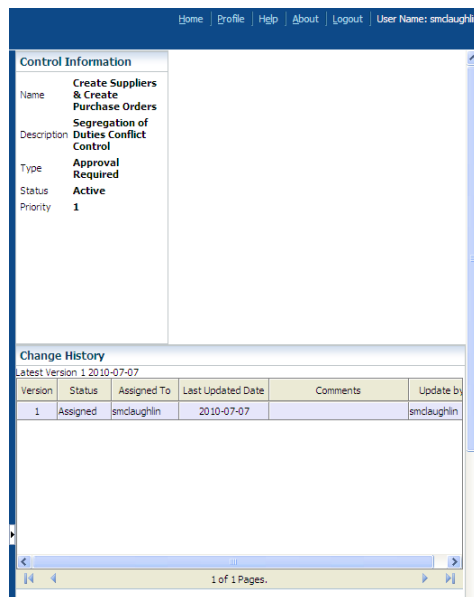 Home Profile Help About Logout User Name: smclaughlin
Control Information
Name Create Suppliers & Create Purchase Orders
Description Segregation of Duties Conflict Control
Type Approval Required
Status Active
Priority 1
Change History
Latest Version 1 2010-07-07
Version Status Assigned To Last Updated Date Comments Update by
1 Assigned smclaughlin 2010-07-07 smclaughlin
1 of 1 Pages.